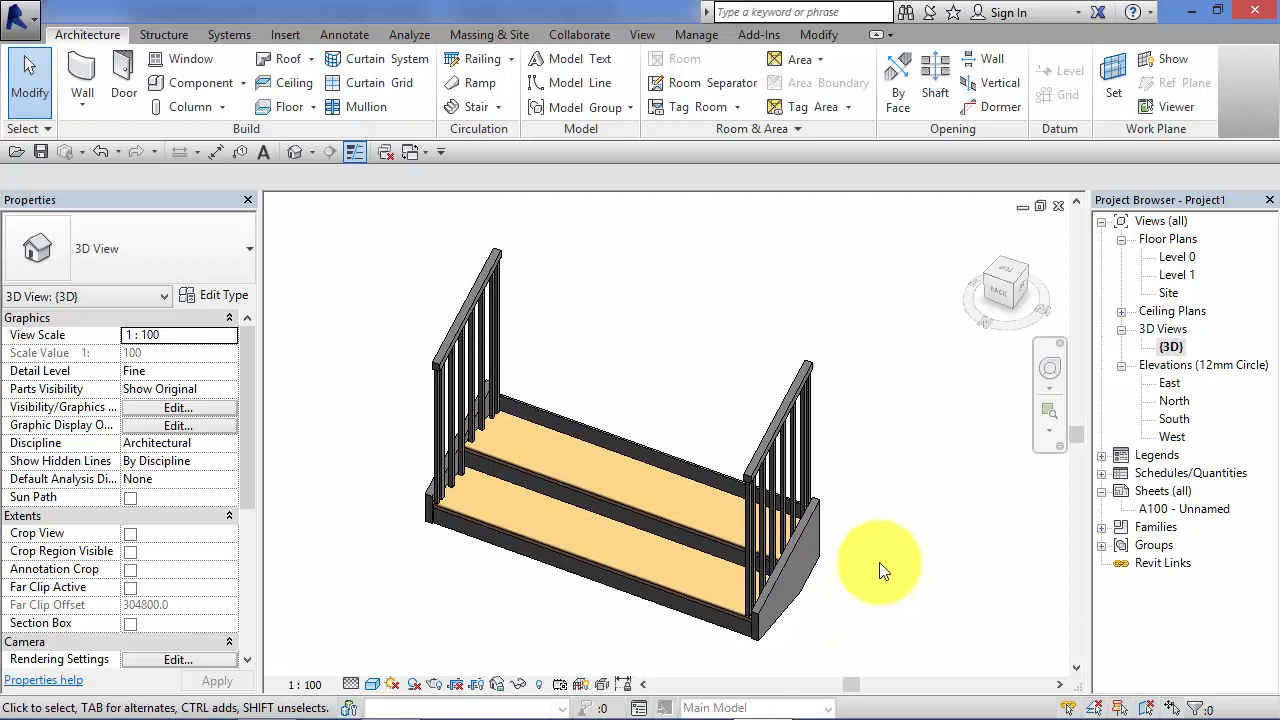 Type a keyword or phrase
Sign In
Architecture Structure Systems Insert Annotate Analyze Massing & Site Collaborate View Manage Add-Ins Modify
Modify
Select
Wall
Door
Window
Component
Column
Roof
Ceiling
Floor
Curtain System
Curtain Grid
Mullion
Build
Railing
Ramp
Stair
Circulation
Model Text
Model Line
Model Group
Model
Room
Room Separator
Tag Room
Area
Area Boundary
Tag Area
Room & Area
By
Face
Shaft
Wall
Vertical
Dormer
Opening
Level
Grid
Datum
Set
Show
Ref Plane
Viewer
Work Plane
Properties
3D View
3D View: {3D}
Edit Type
Graphics
View Scale 1 : 100
Scale Value 1: 100
Detail Level Fine
Parts Visibility Show Original
Visibility/Graphics ... Edit...
Graphic Display O... Edit...
Discipline Architectural
Show Hidden Lines By Discipline
Default Analysis Di... None
Sun Path
Extents
Crop View
Crop Region Visible
Annotation Crop
Far Clip Active
Far Clip Offset 304800.0
Section Box
Camera
Rendering Settings Edit...
Properties help
Apply
TOP
BACK
1 : 100
Project Browser - Project1
Views (all)
Floor Plans
Level 0
Level 1
Site
Ceiling Plans
3D Views
{3D}
Elevations (12mm Circle)
East
North
South
West
Legends
Schedules/Quantities
Sheets (all)
A100 - Unnamed
Families
Groups
Revit Links
Click to select, TAB for alternates, CTRL adds, SHIFT unselects.
:0
Main Model
:0